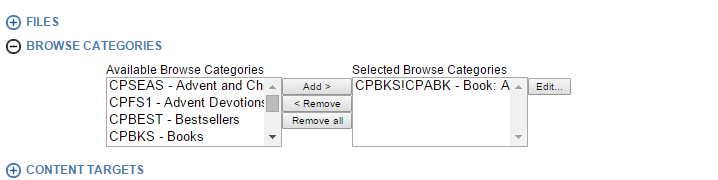 FILES
BROWSE CATEGORIES
Available Browse Categories
CPSEAS - Advent and Ch
CPFS1 - Advent Devotions
CPBEST - Bestsellers
CPBKS - Books
Add >
< Remove
Remove all
Selected Browse Categories
CPBKS!CPABK - Book: A
Edit...
CONTENT TARGETS